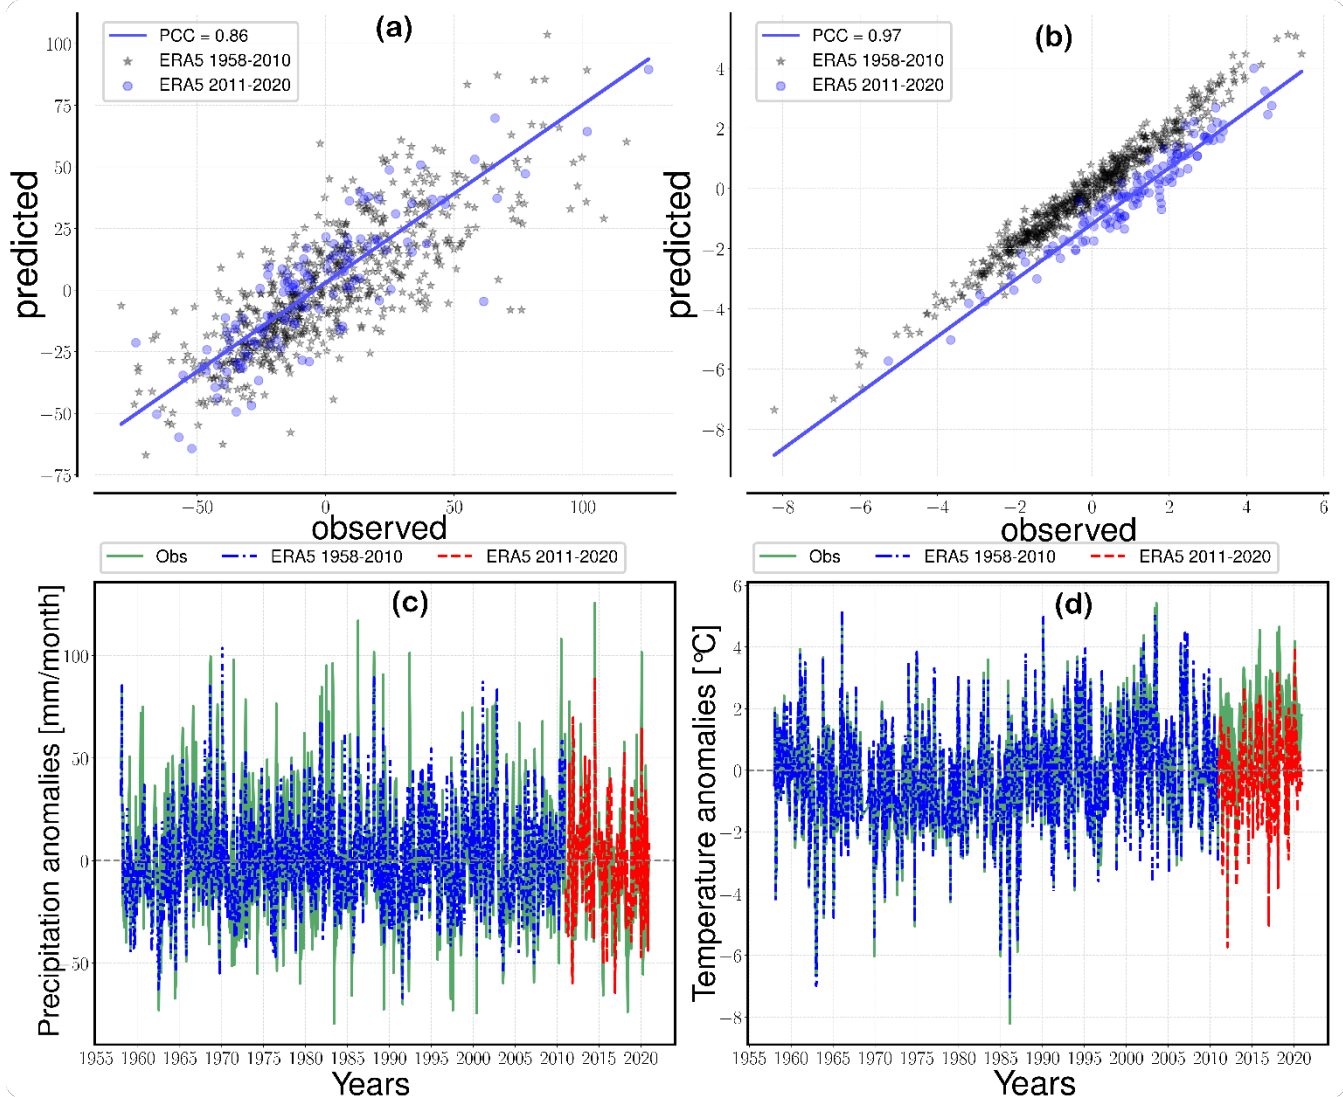 (a)
PCC = 0.86
ERA5 1958-2010
ERA5 2011-2020
100
75
50
25
0
−25
−50
−75
predicted
−50 0 50 100
observed
(b)
PCC = 0.97
ERA5 1958-2010
ERA5 2011-2020
4
2
0
−2
−4
−6
−8
predicted
−8 −6 −4 −2 0 2 4 6
observed
Obs ERA5 1958-2010 ERA5 2011-2020
(c)
100
50
0
−50
Precipitation anomalies [mm/month]
1955 1960 1965 1970 1975 1980 1985 1990 1995 2000 2005 2010 2015 2020
Years
Obs ERA5 1958-2010 ERA5 2011-2020
(d)
6
4
2
0
−2
−4
−6
−8
Temperature anomalies [°C]
1955 1960 1965 1970 1975 1980 1985 1990 1995 2000 2005 2010 2015 2020
Years